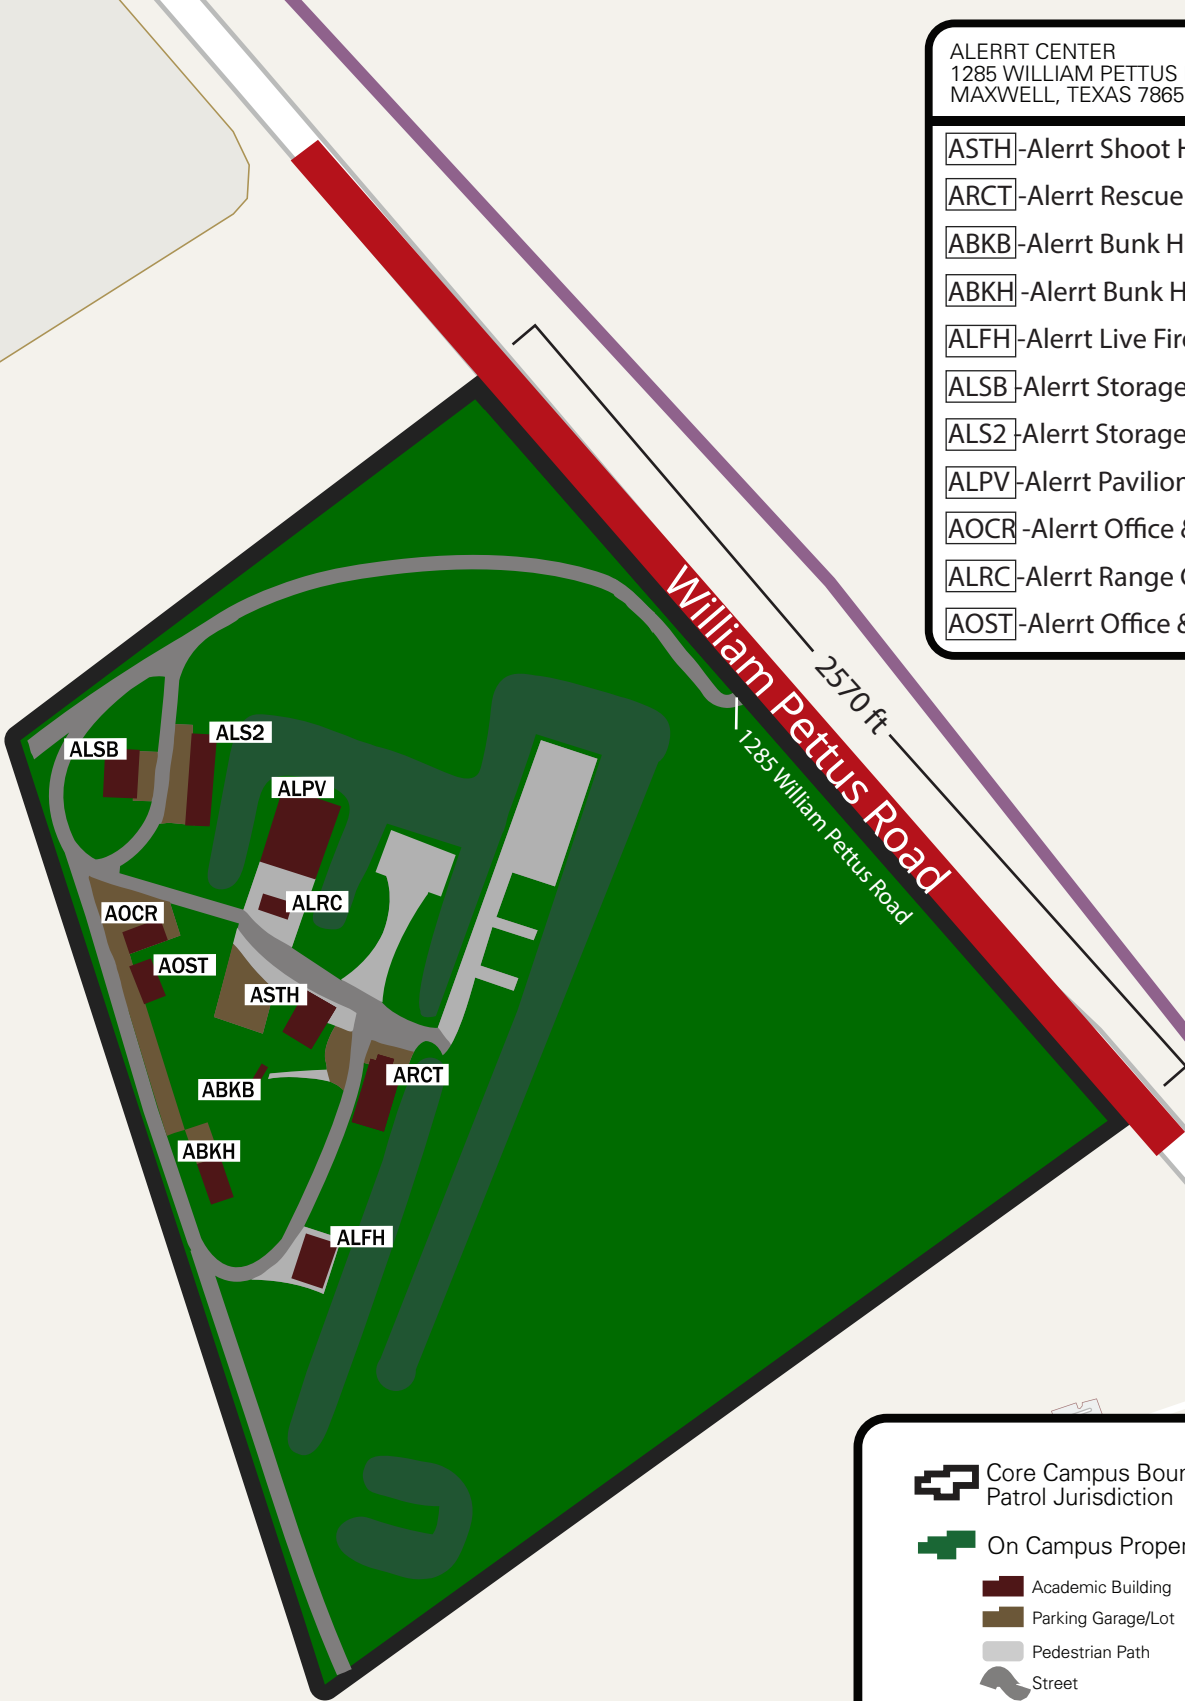 ALERRT CENTER
1285 WILLIAM PETTUS
MAXWELL, TEXAS 7865
ASTH-Alerrt Shoot
ARCT-Alerrt Rescue
ABKB-Alerrt Bunk
ABKH-Alerrt Bunk
ALFH-Alerrt Live
ALSB-Alerrt Storage
ALS2-Alerrt Storage
ALPV-Alerrt Pavilion
AOCR-Alerrt Office &
ALRC-Alerrt Range
AOST-Alerrt Office &
William Pettus Road
2570 ft
1285 William Pettus Road
ALSB
ALS2
ALPV
ALRC
AOCR
AOST
ASTH
ARCT
ABKB
ABKH
ALFH
Core Campus
Patrol Jurisdiction
On Campus
Academic Building
Parking Garage/Lot
Pedestrian Path
Street